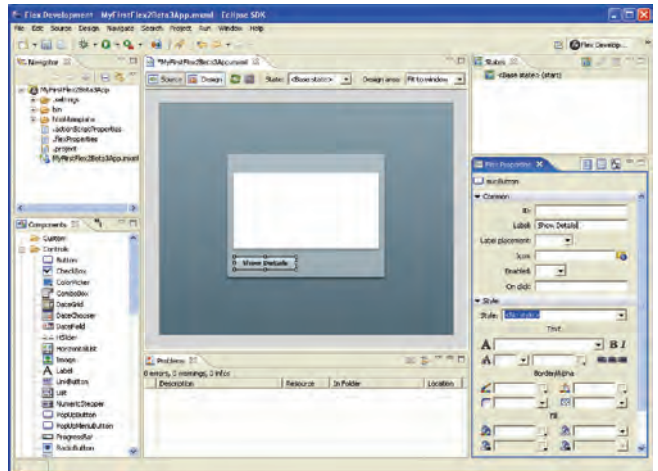 Flex Development - MyFirstFlex2Beta3App.mxml - Eclipse SDK
File Edit Source Design Navigate Search Project Run Window Help
Flex Develop...
Navigator
MyFirstFlex2Beta3App
.settings
bin
html-template
.actionScriptProperties
.flexProperties
.project
MyFirstFlex2Beta3App.mxml
*MyFirstFlex2Beta3App.mxml
Source Design State: <Base state> Design area: Fit to window
Show Details
States
<Base state> (start)
Components
Custom
Controls
Button
CheckBox
ColorPicker
ComboBox
DataGrid
DateChooser
DateField
HSlider
HorizontalList
Image
Label
LinkButton
List
NumericStepper
PopUpButton
PopUpMenuButton
ProgressBar
RadioButton
Problems
0 errors, 0 warnings, 0 infos
Description Resource In Folder Location
Flex Properties
mx:Button
Common
ID:
Label: Show Details
Label placement:
Icon:
Enabled:
On click:
Style
Style: <No style>
Text
B I
Border/Alpha
Fill